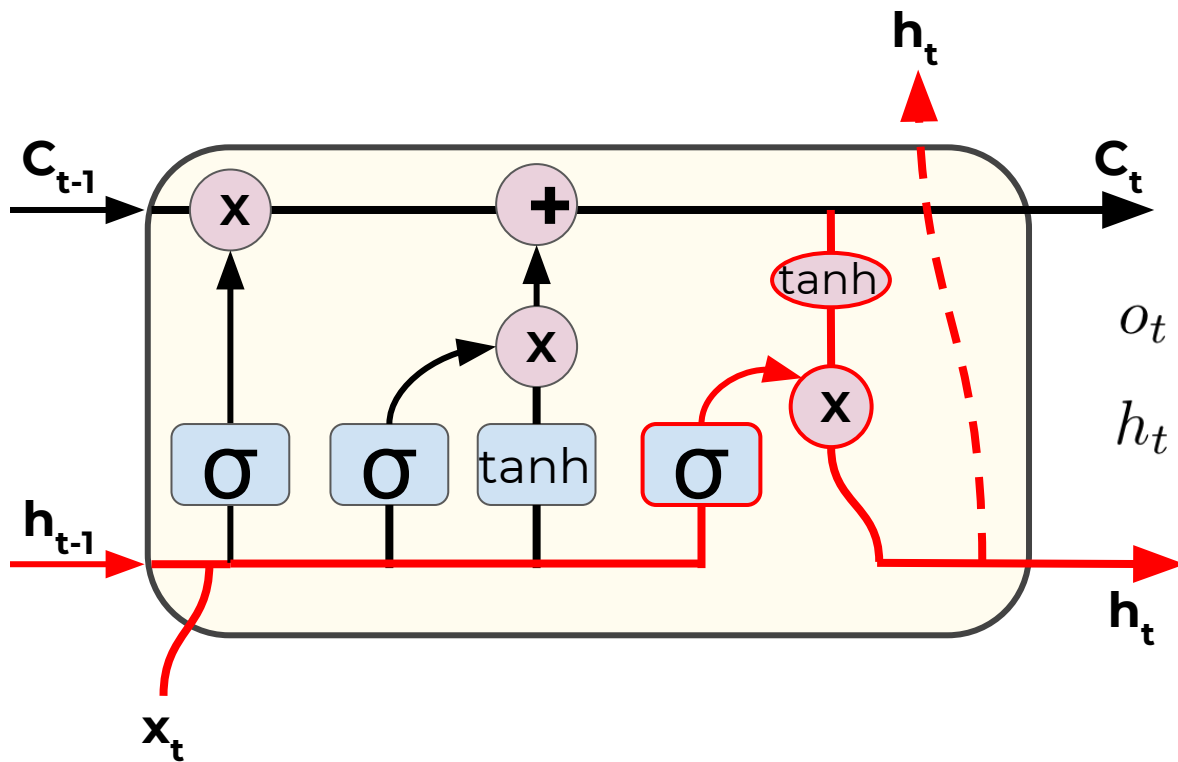 hₜ
Cₜ₋₁
Cₜ
x
+
tanh
oₜ
x
x
hₜ
σ
σ
tanh
σ
hₜ₋₁
hₜ
xₜ